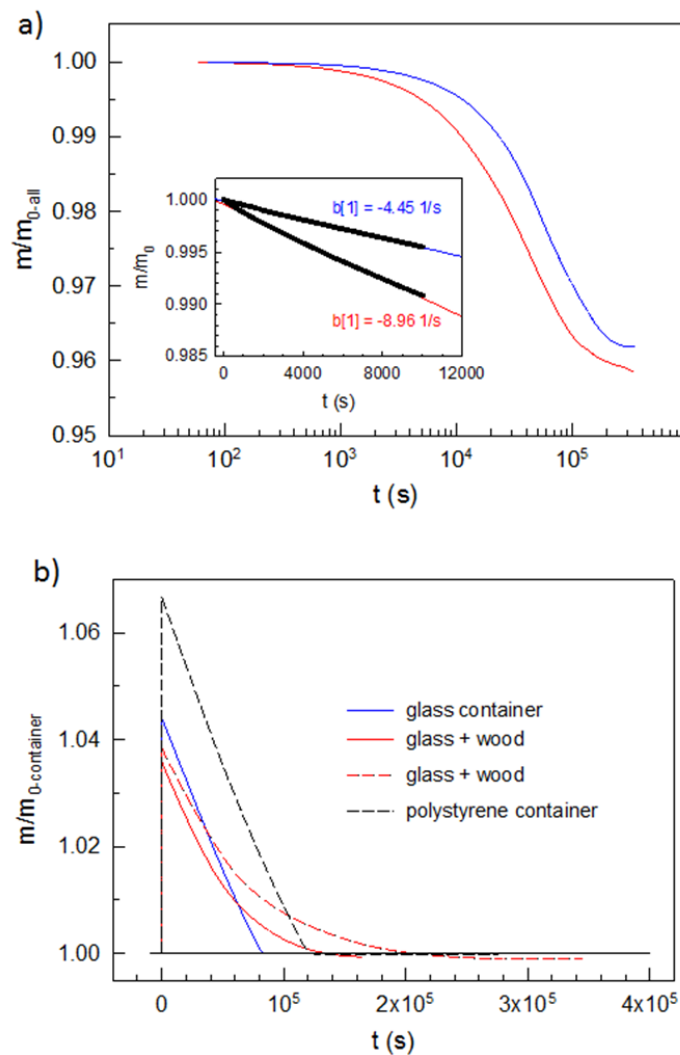 a)
1.00
0.99
0.98
0.97
0.96
0.95
m/m0-all
1.000
0.995
0.990
0.985
m/m0
b[1] = -4.45 1/s
b[1] = -8.96 1/s
0 4000 8000 12000
t (s)
10¹ 10² 10³ 10⁴ 10⁵
t (s)
b)
1.06
1.04
1.02
1.00
m/m0-container
glass container
glass + wood
glass + wood
polystyrene container
0 10⁵ 2x10⁵ 3x10⁵ 4x10⁵
t (s)